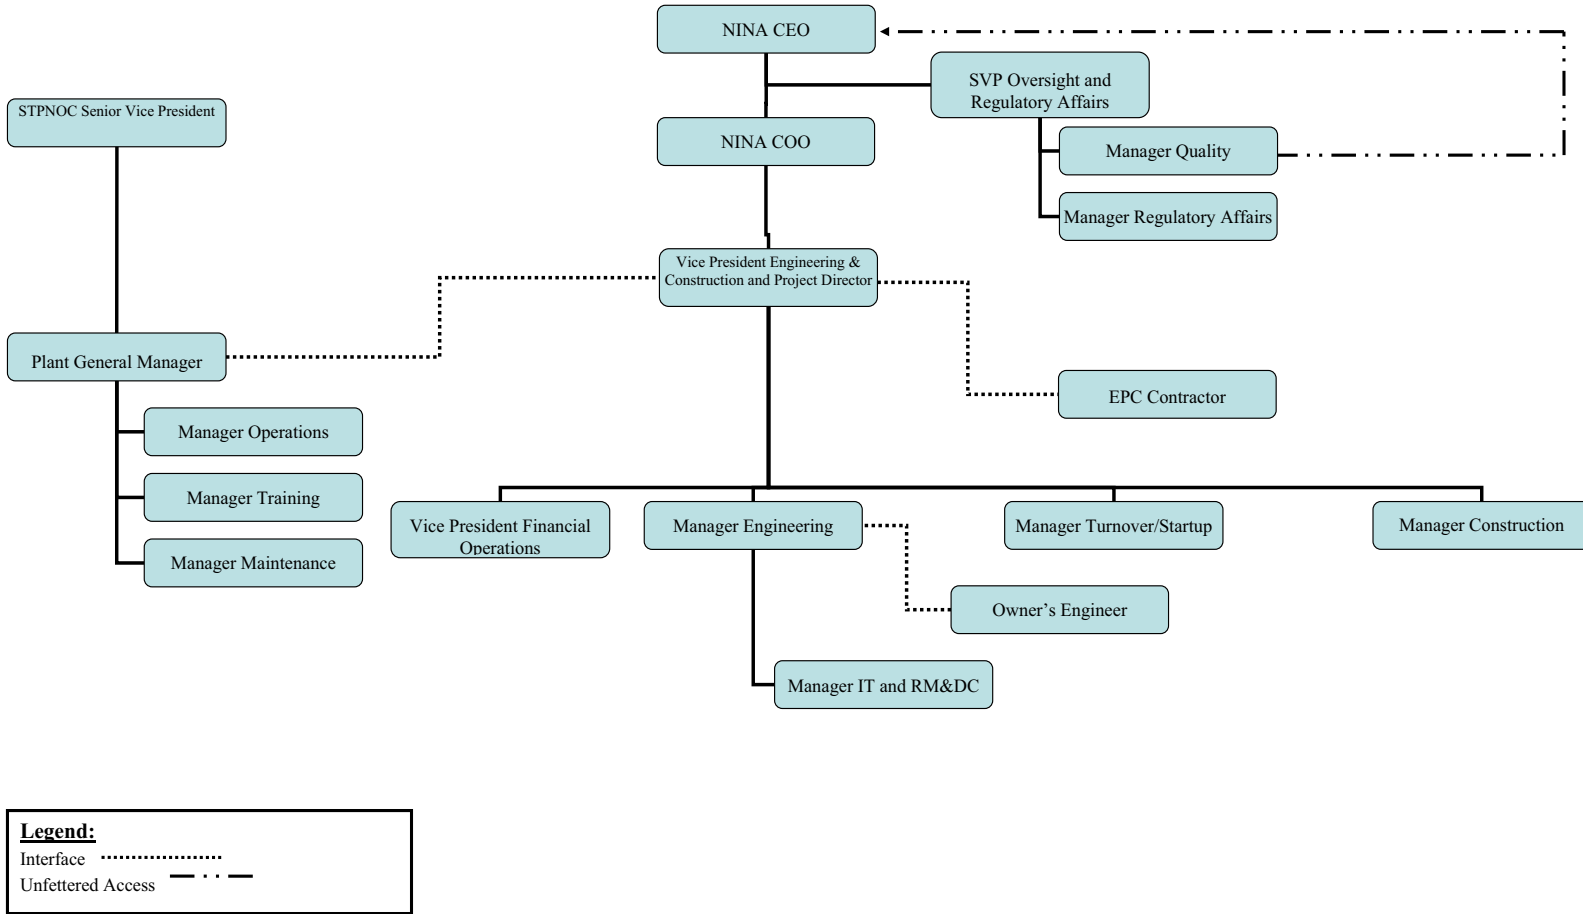 NINA CEO
SVP Oversight and
Regulatory Affairs
STPNOC Senior Vice President
NINA COO
Manager Quality
Manager Regulatory Affairs
Vice President Engineering &
Construction and Project Director
Plant General Manager
EPC Contractor
Manager Operations
Manager Training
Manager Maintenance
Vice President Financial
Operations
Manager Engineering
Manager Turnover/Startup
Manager Construction
Owner’s Engineer
Manager IT and RM&DC
Legend:
Interface
Unfettered Access